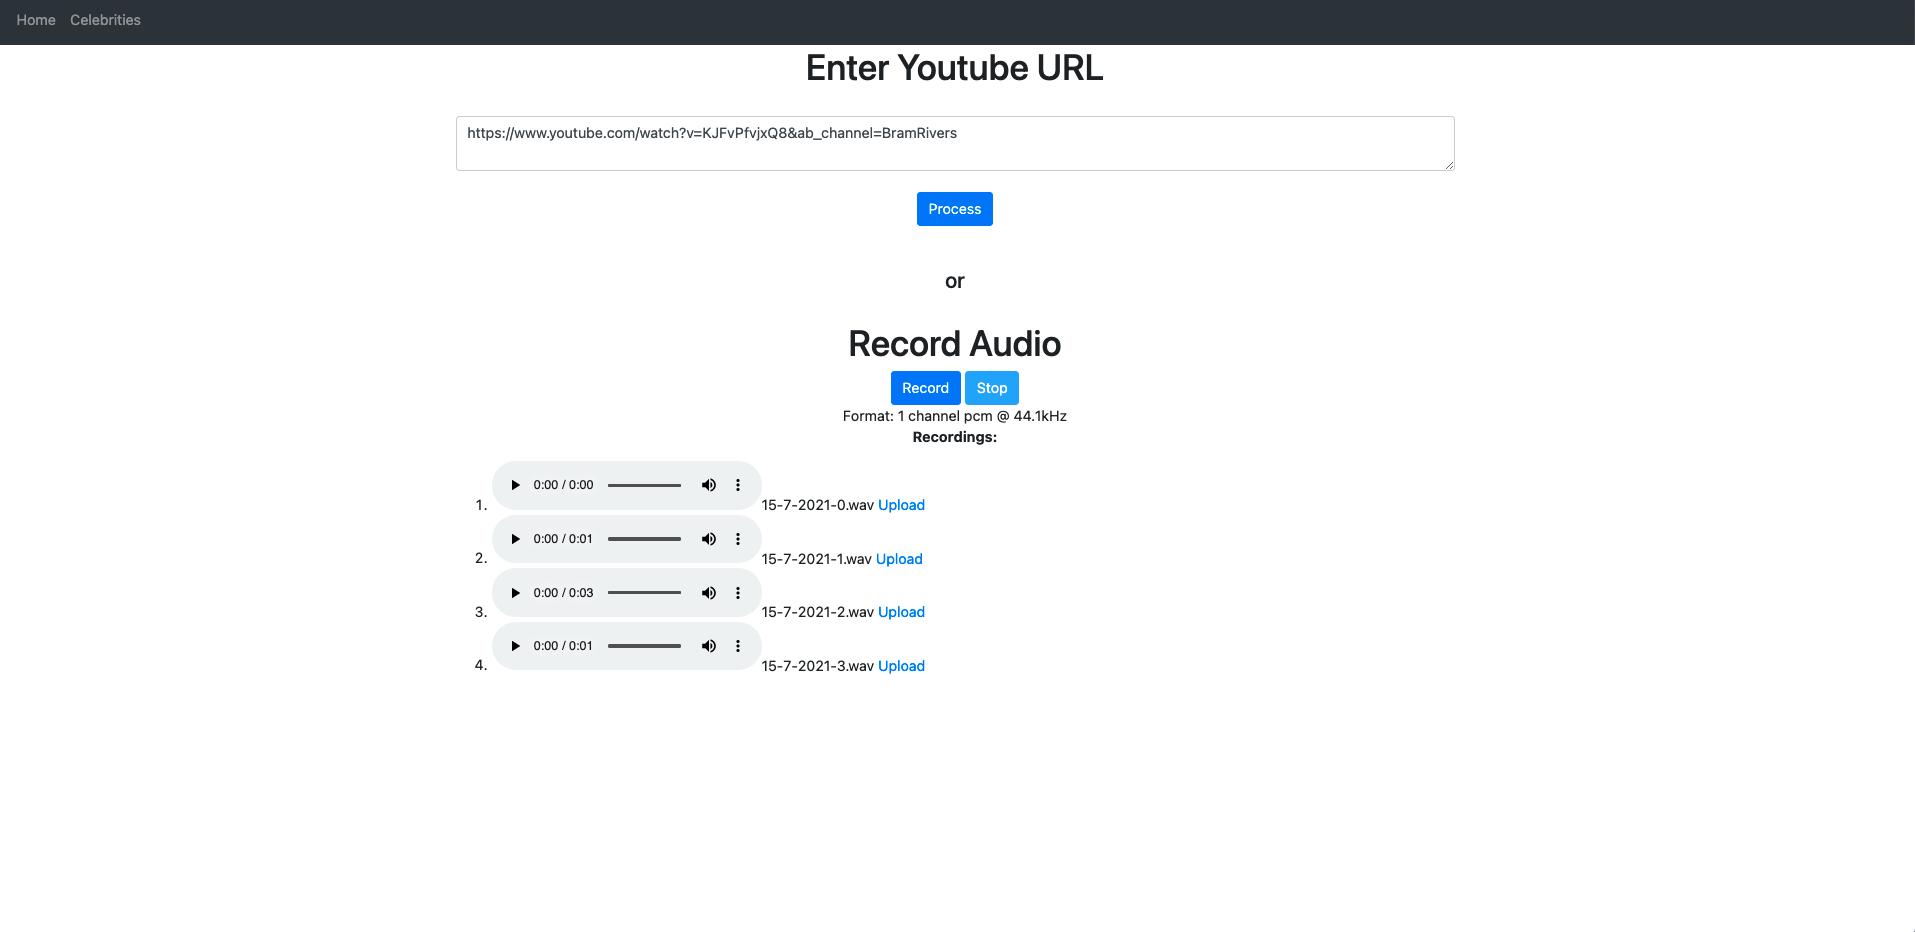 Home Celebrities
Enter Youtube URL
https://www.youtube.com/watch?v=KJFvPfvjxQ8&ab_channel=BramRivers
Process
or
Record Audio
Record Stop
Format: 1 channel pcm @ 44.1kHz
Recordings:
1. 0:00 / 0:00 15-7-2021-0.wav Upload
2. 0:00 / 0:01 15-7-2021-1.wav Upload
3. 0:00 / 0:03 15-7-2021-2.wav Upload
4. 0:00 / 0:01 15-7-2021-3.wav Upload